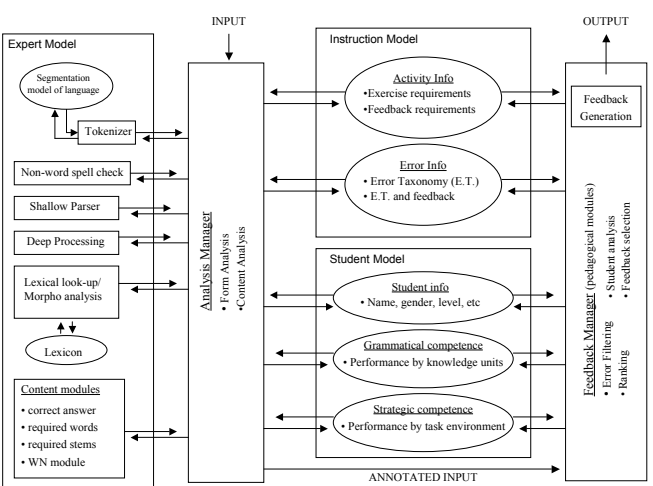 INPUT
OUTPUT
Expert Model
Segmentation
model of language
Tokenizer
Non-word spell check
Shallow Parser
Deep Processing
Lexical look-up/
Morpho analysis
Lexicon
Content modules
• correct answer
• required words
• required stems
• WN module
Analysis Manager
• Form Analysis
•Content Analysis
Instruction Model
Activity Info
•Exercise requirements
•Feedback requirements
Error Info
• Error Taxonomy (E.T.)
• E.T. and feedback
Student Model
Student info
• Name, gender, level, etc
Grammatical competence
• Performance by knowledge units
Strategic competence
• Performance by task environment
ANNOTATED INPUT
Feedback
Generation
Feedback Manager (pedagogical modules)
• Error Filtering
• Student analysis
• Ranking
• Feedback selection